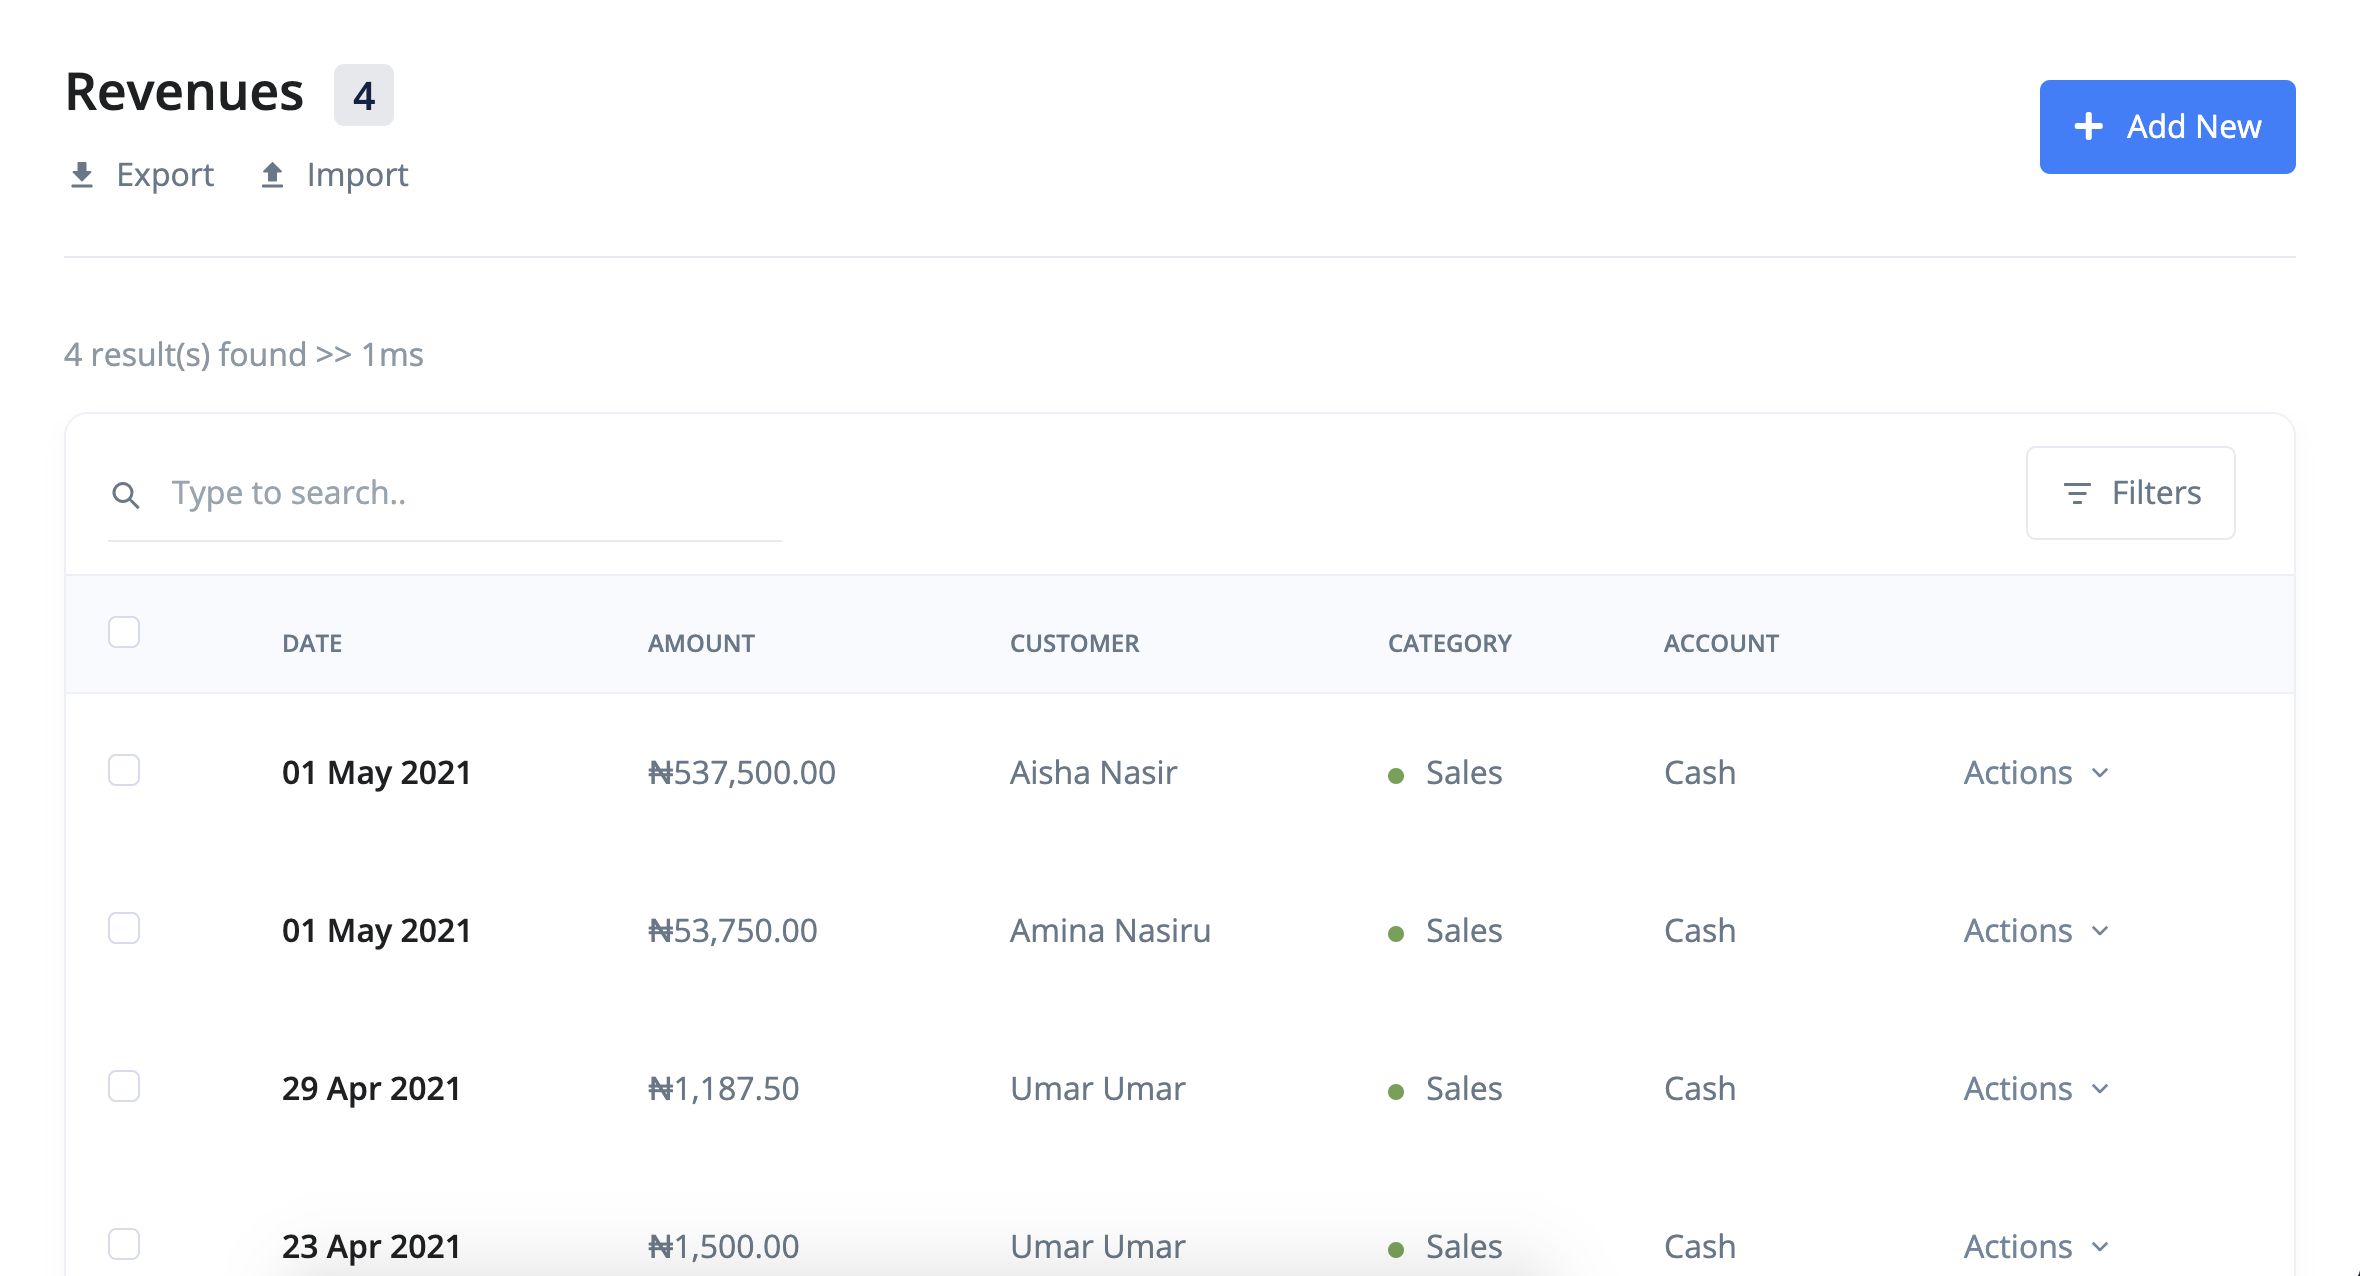 Revenues 4
Export Import
Add New
4 result(s) found >> 1ms
Type to search..
Filters
DATE AMOUNT CUSTOMER CATEGORY ACCOUNT
01 May 2021 ₦537,500.00 Aisha Nasir Sales Cash Actions
01 May 2021 ₦53,750.00 Amina Nasiru Sales Cash Actions
29 Apr 2021 ₦1,187.50 Umar Umar Sales Cash Actions
23 Apr 2021 ₦1,500.00 Umar Umar Sales Cash Actions